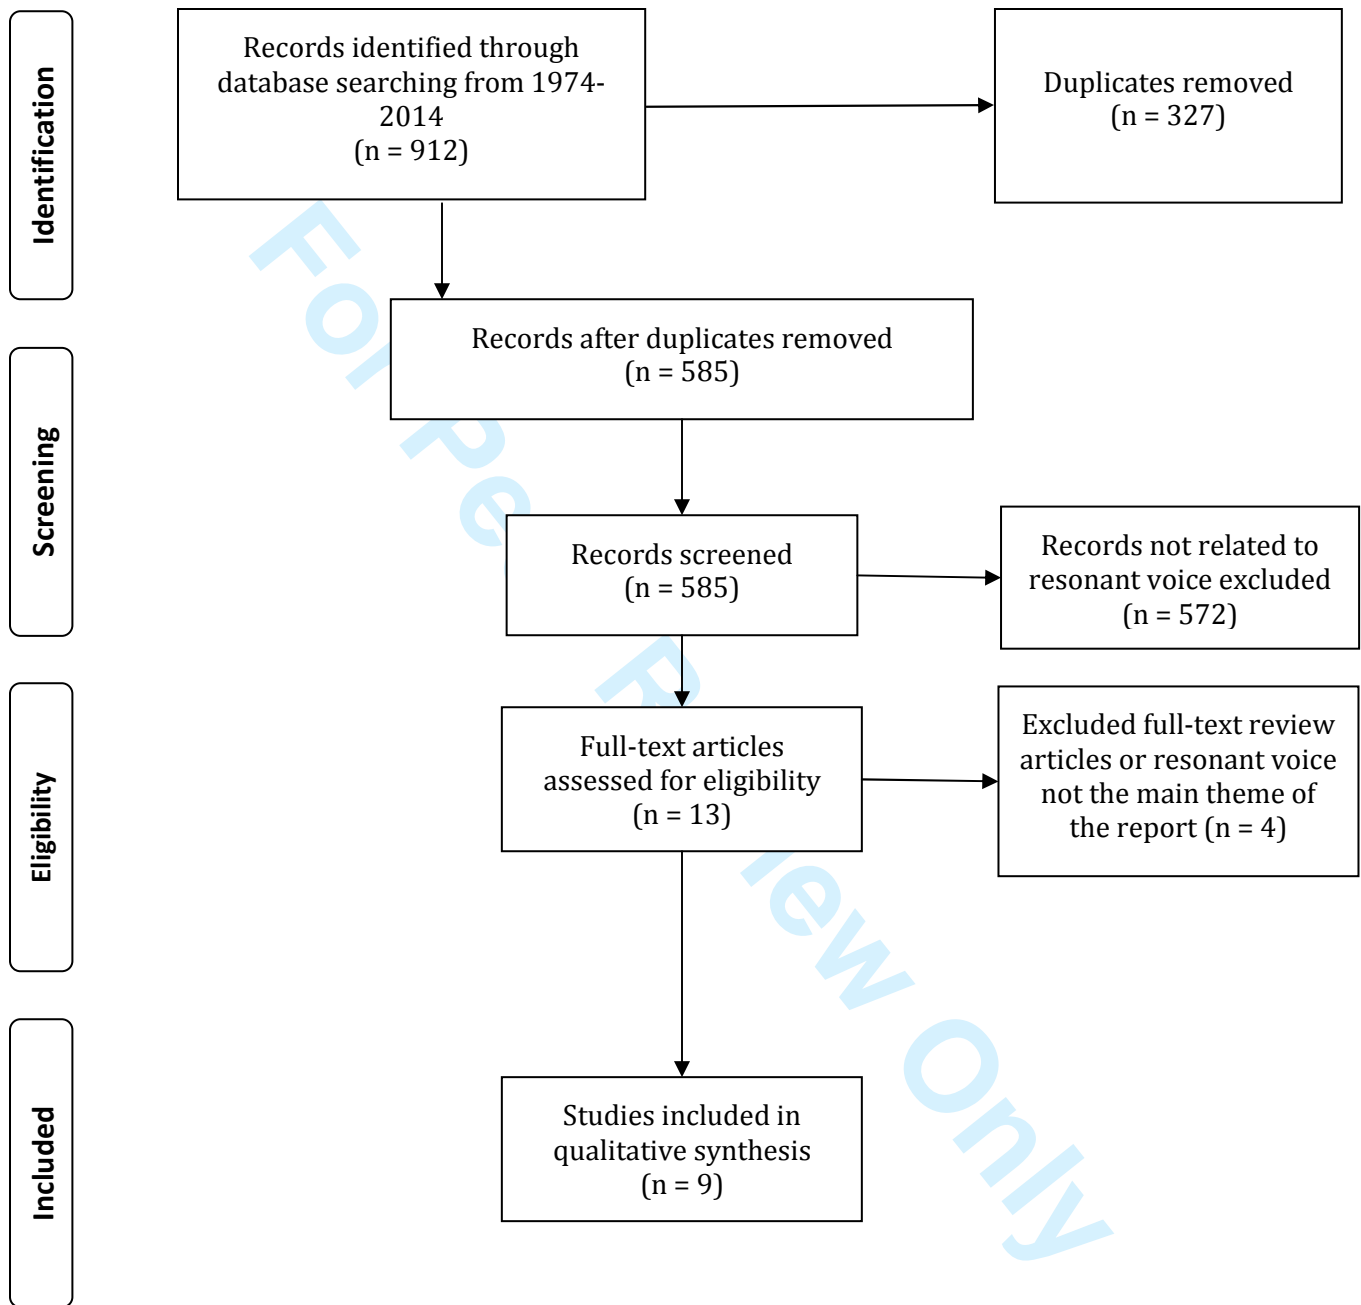 Identification
Records identified through
database searching from 1974-
2014
(n = 912)
Duplicates removed
(n = 327)
Records after duplicates removed
(n = 585)
Screening
Records screened
(n = 585)
Records not related to
resonant voice excluded
(n = 572)
Eligibility
Full-text articles
assessed for eligibility
(n = 13)
Excluded full-text review
articles or resonant voice
not the main theme of
the report (n = 4)
Included
Studies included in
qualitative synthesis
(n = 9)
For Peer Review Only